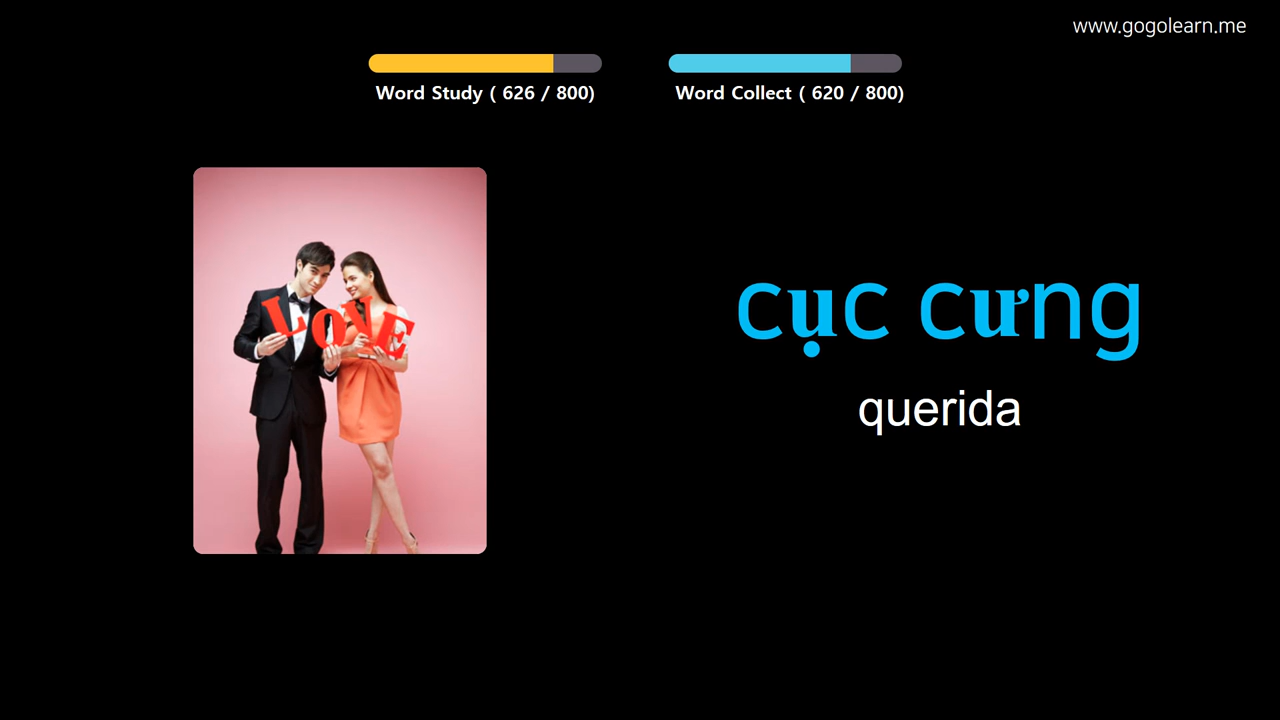 www.gogolearn.me
Word Study ( 626 / 800)
Word Collect ( 620 / 800)
LOVE
cục cưng
querida